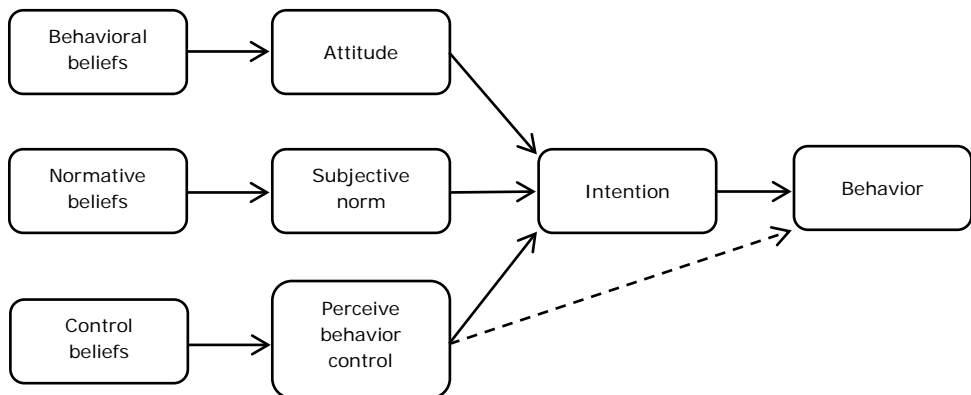 Behavioral
beliefs
Attitude
Normative
beliefs
Subjective
norm
Intention
Behavior
Control
beliefs
Perceive
behavior
control